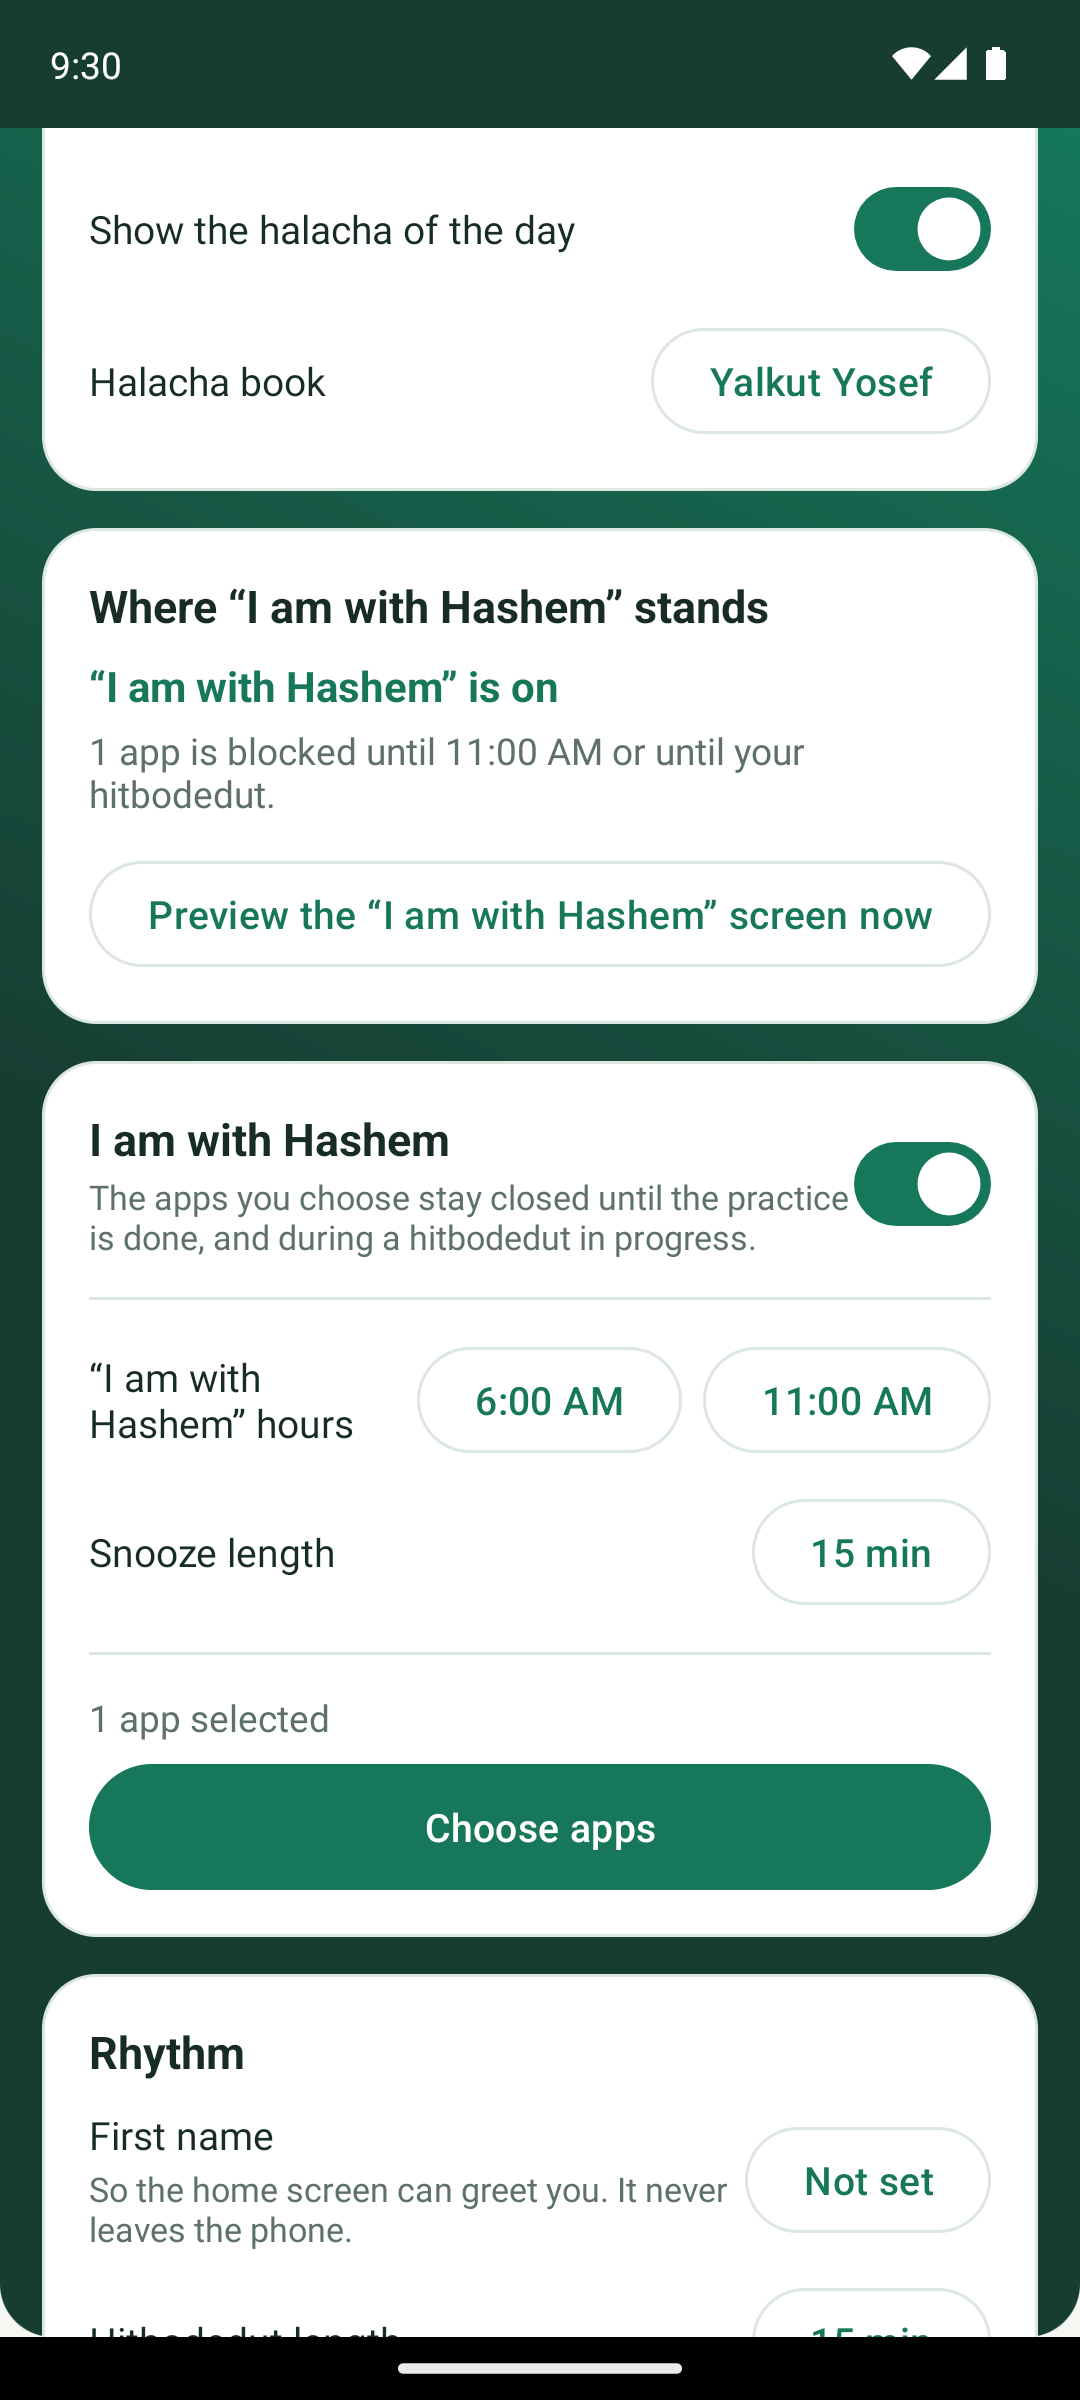 9:30
Show the halacha of the day
Halacha book
Yalkut Yosef
Where “I am with Hashem” stands
“I am with Hashem” is on
1 app is blocked until 11:00 AM or until your
hitbodedut.
Preview the “I am with Hashem” screen now
I am with Hashem
The apps you choose stay closed until the practice
is done, and during a hitbodedut in progress.
“I am with
Hashem” hours
6:00 AM
11:00 AM
Snooze length
15 min
1 app selected
Choose apps
Rhythm
First name
So the home screen can greet you. It never
leaves the phone.
Not set
Hitbodedut length
15 min